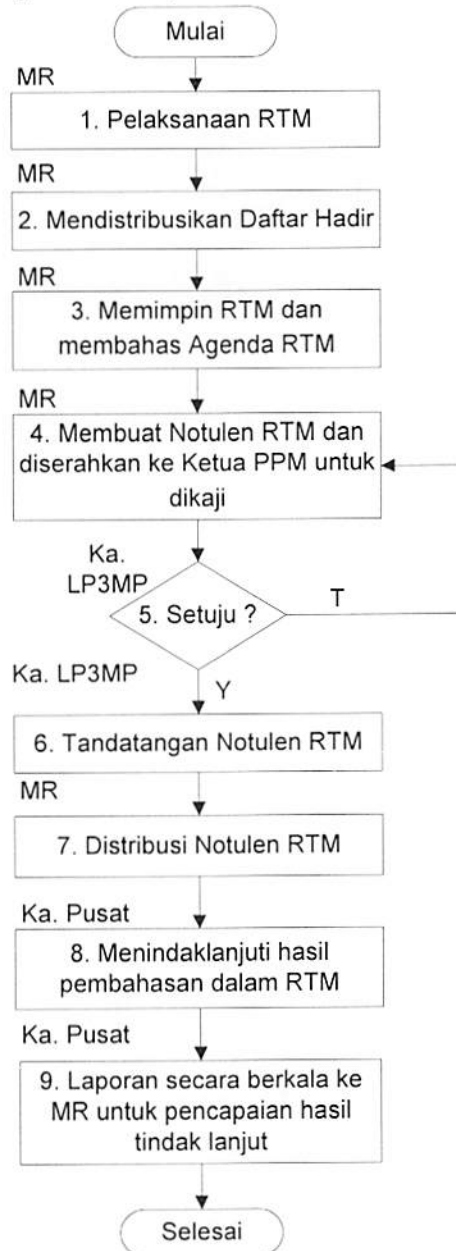 Mulai
MR
1. Pelaksanaan RTM
MR
2. Mendistribusikan Daftar Hadir
MR
3. Memimpin RTM dan
membahas Agenda RTM
MR
4. Membuat Notulen RTM dan
diserahkan ke Ketua PPM untuk
dikaji
Ka.
LP3MP
5. Setuju ?
T
Ka. LP3MP
Y
6. Tandatangan Notulen RTM
MR
7. Distribusi Notulen RTM
Ka. Pusat
8. Menindaklanjuti hasil
pembahasan dalam RTM
Ka. Pusat
9. Laporan secara berkala ke
MR untuk pencapaian hasil
tindak lanjut
Selesai